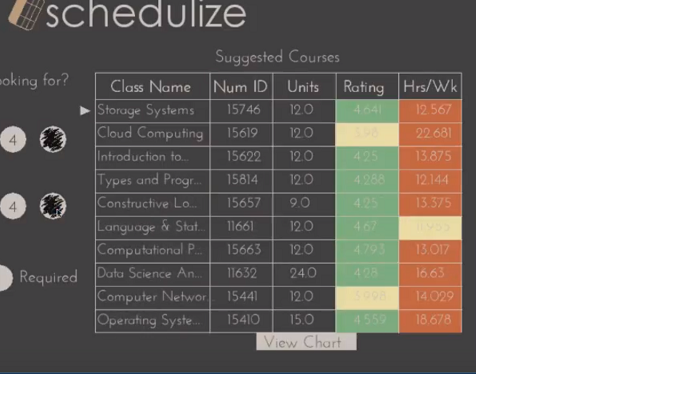 schedulize
Suggested Courses
ooking for?
Class Name Num ID Units Rating Hrs/Wk
Storage Systems 15746 12.0 4.641 12.567
4
Cloud Computing 15619 12.0 3.98 22.681
Introduction to... 15622 12.0 4.25 13.875
Types and Progr... 15814 12.0 4.288 12.144
4
Constructive Lo... 15657 9.0 4.25 13.375
Language & Stat... 11661 12.0 4.67
Computational P... 15663 12.0 4.793 13.017
Required
Data Science An... 11632 24.0 4.28 16.63
Computer Networ... 15441 12.0 3.998 14.029
Operating Syste... 15410 15.0 4.559 18.678
View Chart